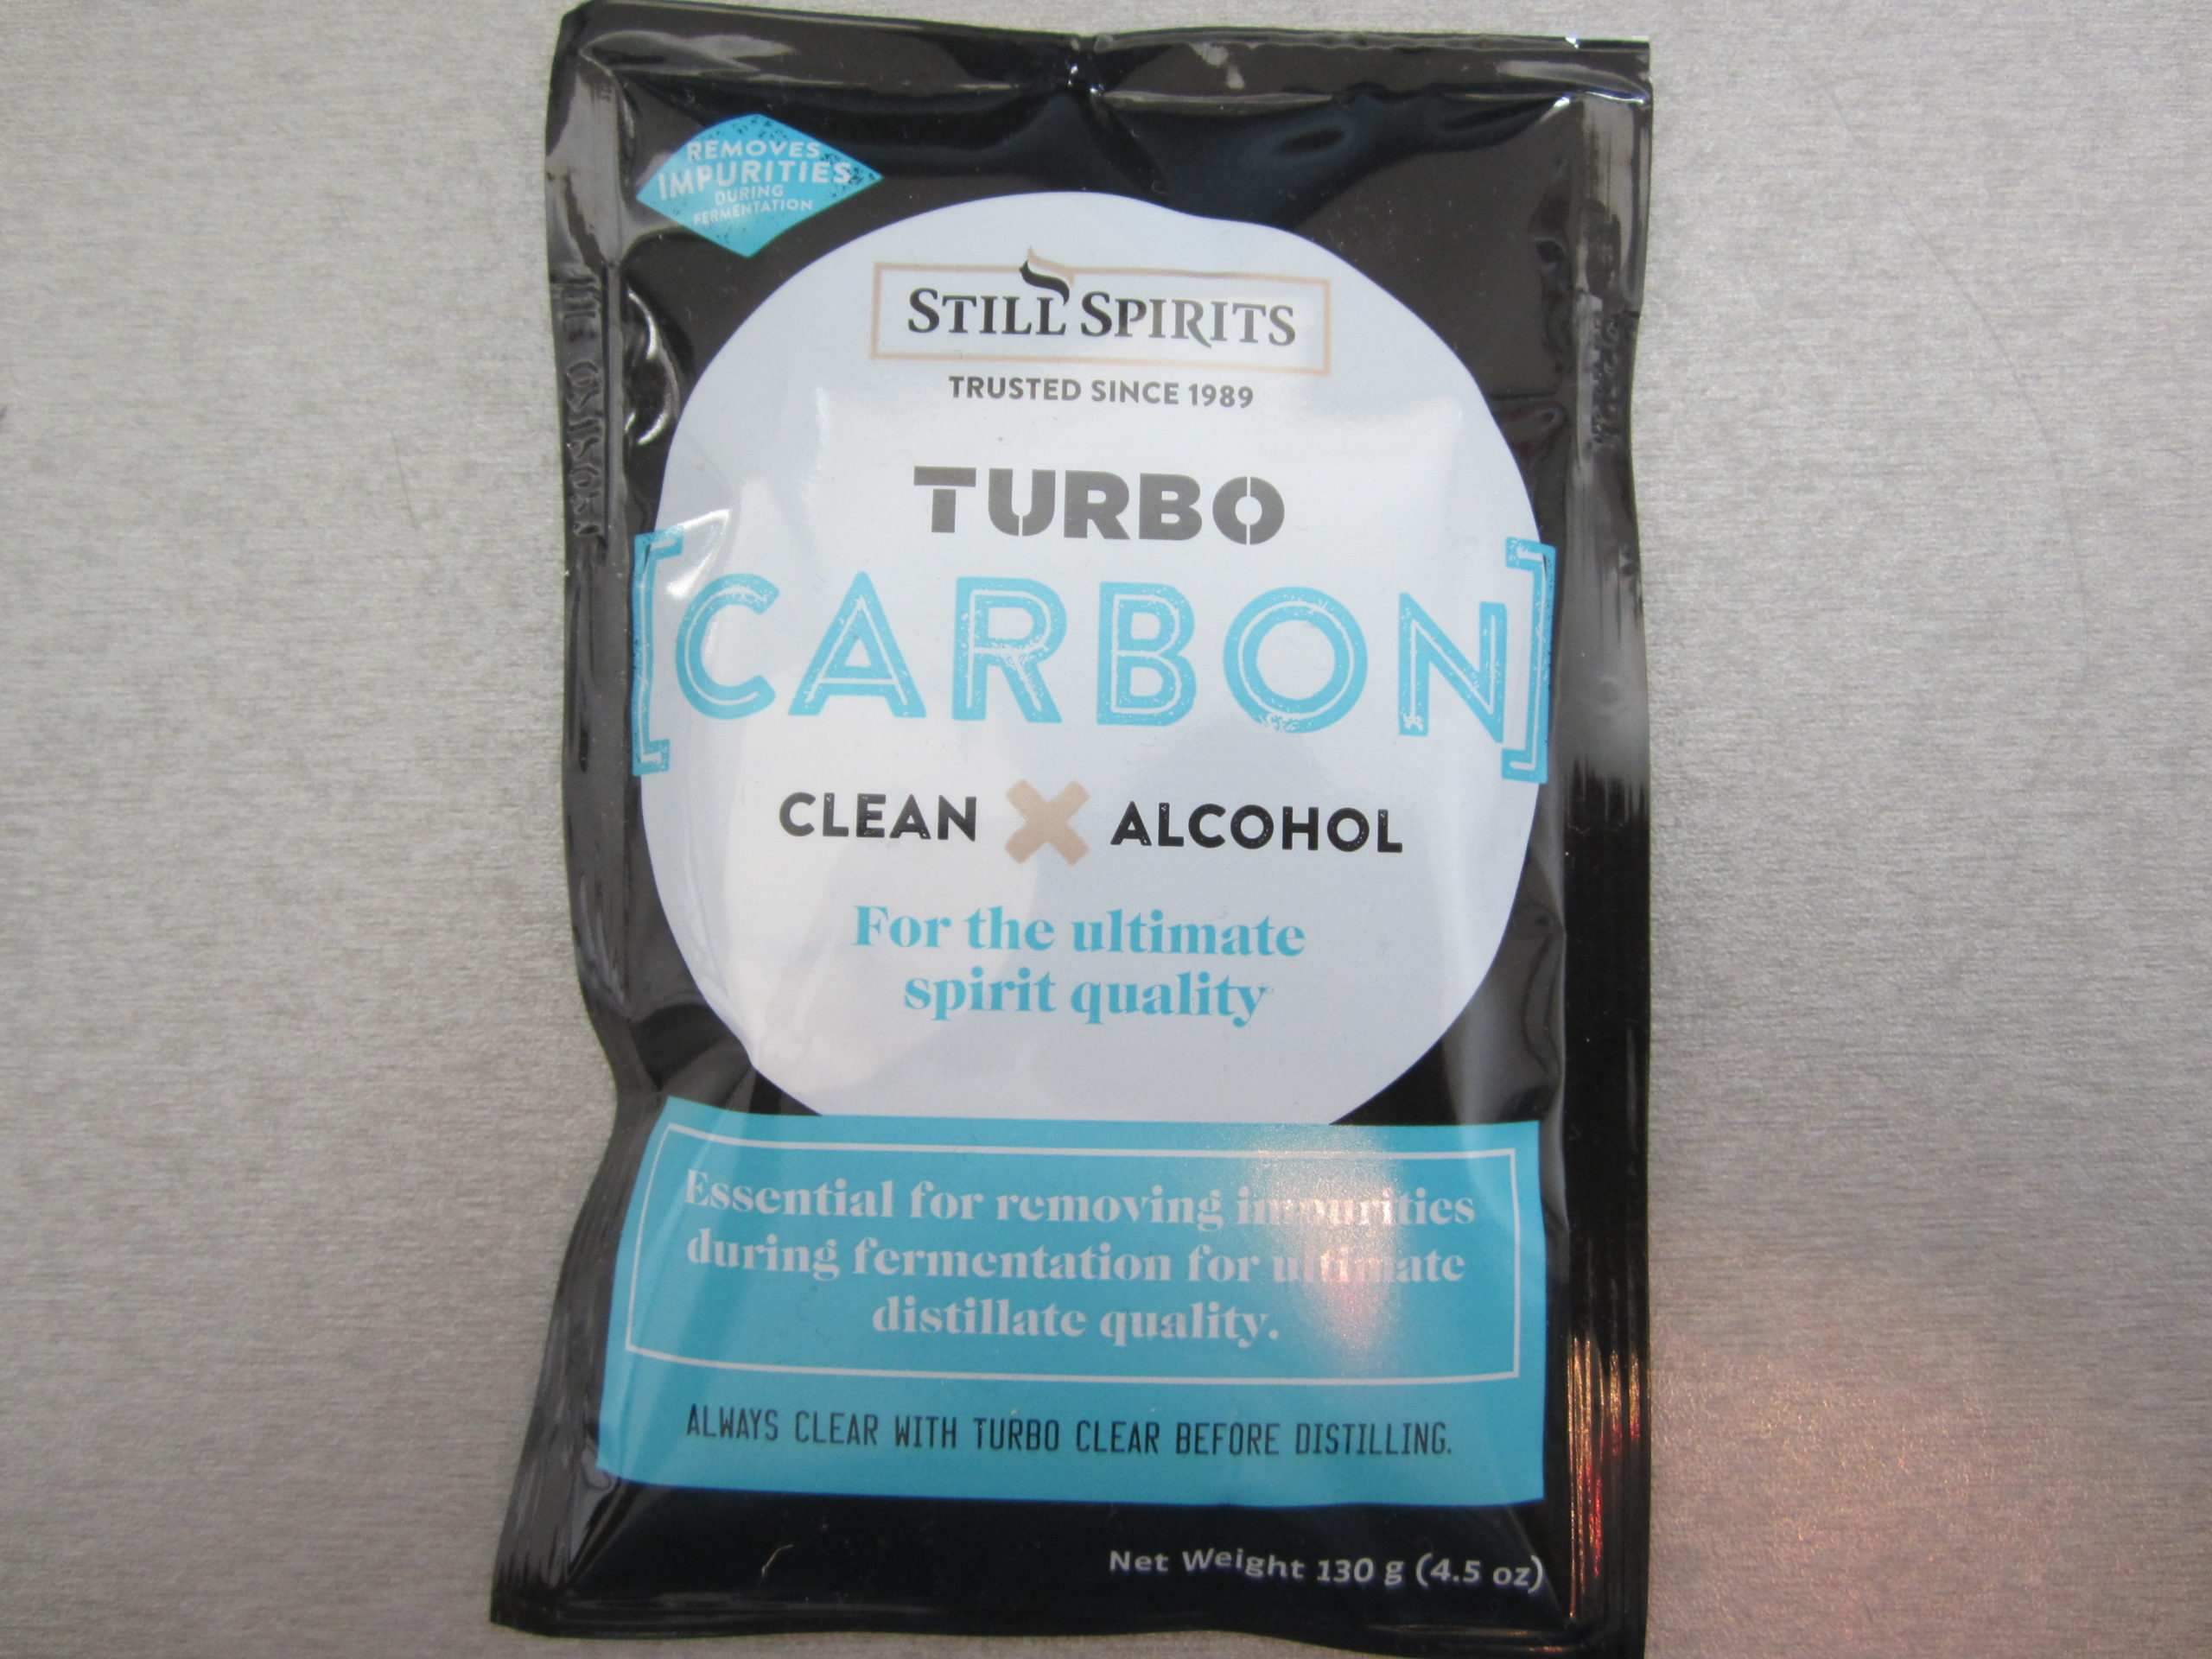 REMOVES
IMPURITIES
DURING
FERMENTATION
STILL SPIRITS
TRUSTED SINCE 1989
TURBO
[CARBON]
CLEAN X ALCOHOL
For the ultimate
spirit quality
Essential for removing impurities
during fermentation for ultimate
distillate quality.
ALWAYS CLEAR WITH TURBO CLEAR BEFORE DISTILLING.
Net Weight 130 g (4.5 oz)